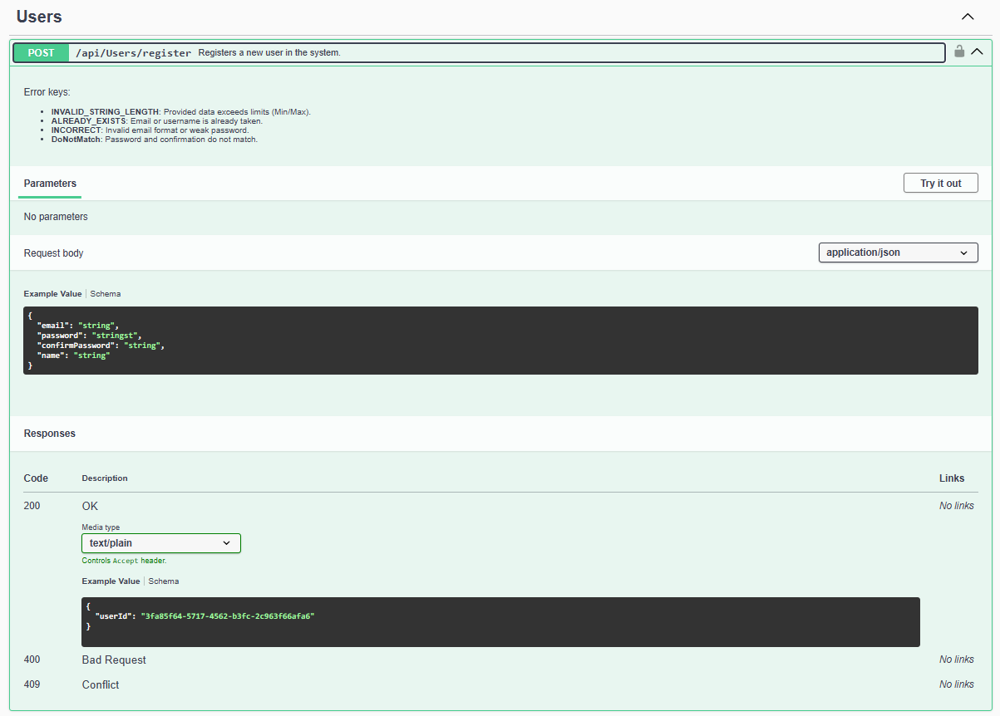 Users
POST /api/Users/register Registers a new user in the system.
Error keys:
• INVALID_STRING_LENGTH: Provided data exceeds limits (Min/Max).
• ALREADY_EXISTS: Email or username is already taken.
• INCORRECT: Invalid email format or weak password.
• DoNotMatch: Password and confirmation do not match.
Parameters Try it out
No parameters
Request body application/json
Example Value Schema
{
  "email": "string",
  "password": "stringst",
  "confirmPassword": "string",
  "name": "string"
}
Responses
Code Description Links
200 OK No links
Media type
text/plain
Controls Accept header.
Example Value Schema
{
  "userId": "3fa85f64-5717-4562-b3fc-2c963f66afa6"
}
400 Bad Request No links
409 Conflict No links